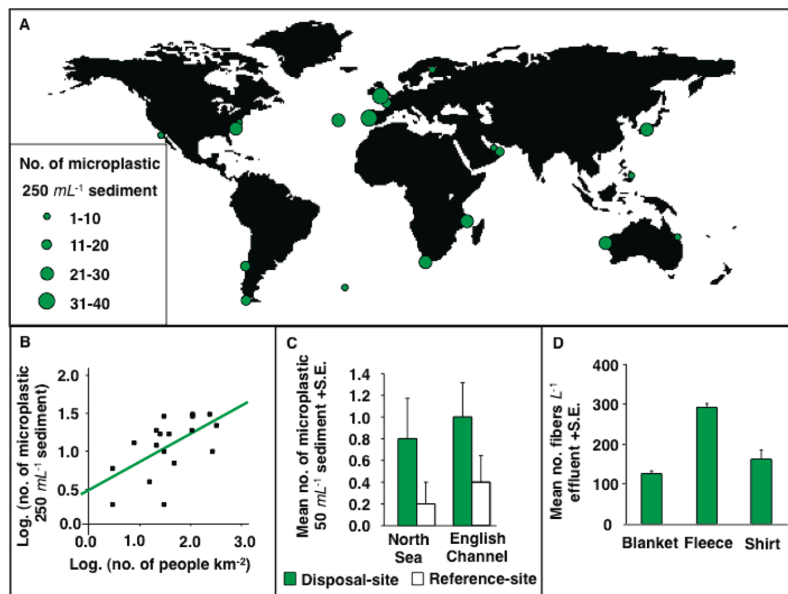 A
No. of microplastic
250 mL⁻¹ sediment
1-10
11-20
21-30
31-40
B
Log. (no. of microplastic
250 mL⁻¹ sediment)
2.0
1.5
1.0
0.5
0.0
0.0 1.0 2.0 3.0
Log. (no. of people km⁻²)
C
Mean no. of microplastic
50 mL⁻¹ sediment +S.E.
1.4
1.2
1.0
0.8
0.6
0.4
0.2
0.0
North
Sea
English
Channel
Disposal-site Reference-site
D
Mean no. fibers L⁻¹
effluent +S.E.
400
300
200
100
0
Blanket Fleece Shirt